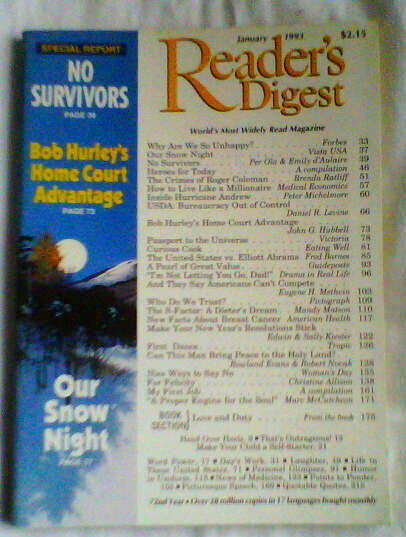 SPECIAL REPORT
NO
SURVIVORS
PAGE 39
Bob Hurley's
Home Court
Advantage
PAGE 73
Our
Snow
Night
PAGE 37
January 1993 $2.15
Reader's
Digest
World's Most Widely Read Magazine
Why Are We So Unhappy? Forbes 33
Our Snow Night Vista USA 37
No Survivors Per Ola & Emily d'Aulaire 39
Heroes for Today A compilation 46
The Crimes of Roger Coleman Brenda Ratliff 51
How to Live Like a Millionaire Medical Economics 57
Inside Hurricane Andrew Peter Michelmore 60
USDA: Bureaucracy Out of Control
Daniel R. Levine 66
Bob Hurley's Home Court Advantage
John G. Hubbell 73
Passport to the Universe Victoria 78
Curious Cook Eating Well 81
The United States vs. Elliott Abrams Fred Barnes 85
A Pearl of Great Value Guideposts 93
"I'm Not Letting You Go, Dad!" Drama in Real Life 96
And They Say Americans Can't Compete
Eugene H. Methvin 103
Who Do We Trust? Pictograph 109
The S-Factor: A Dieter's Dream Mandy Matson 110
New Facts About Breast Cancer American Health 117
Make Your New Year's Resolutions Stick
Edwin & Sally Kiester 122
First Dates Tropic 126
Can This Man Bring Peace to the Holy Land?
Rowland Evans & Robert Novak 128
Nine Ways to Say No Woman's Day 135
For Felicity Christine Allison 138
My First Job A compilation 161
"A Proper Engine for the Soul" Marc McCutcheon 171
BOOK SECTION Love and Duty From the book 175
Head Over Heels, 9 • That's Outrageous! 15
Make Your Child a Self-Starter, 21
Word Power, 17 • Day's Work, 31 • Laughter, 49 • Life in
These United States, 71 • Personal Glimpses, 91 • Humor
in Uniform, 115 • News of Medicine, 133 • Points to Ponder,
Picturesque Speech, 169 • Quotable Quotes,
72nd Year • Over 28 million copies in 17 languages bought monthly